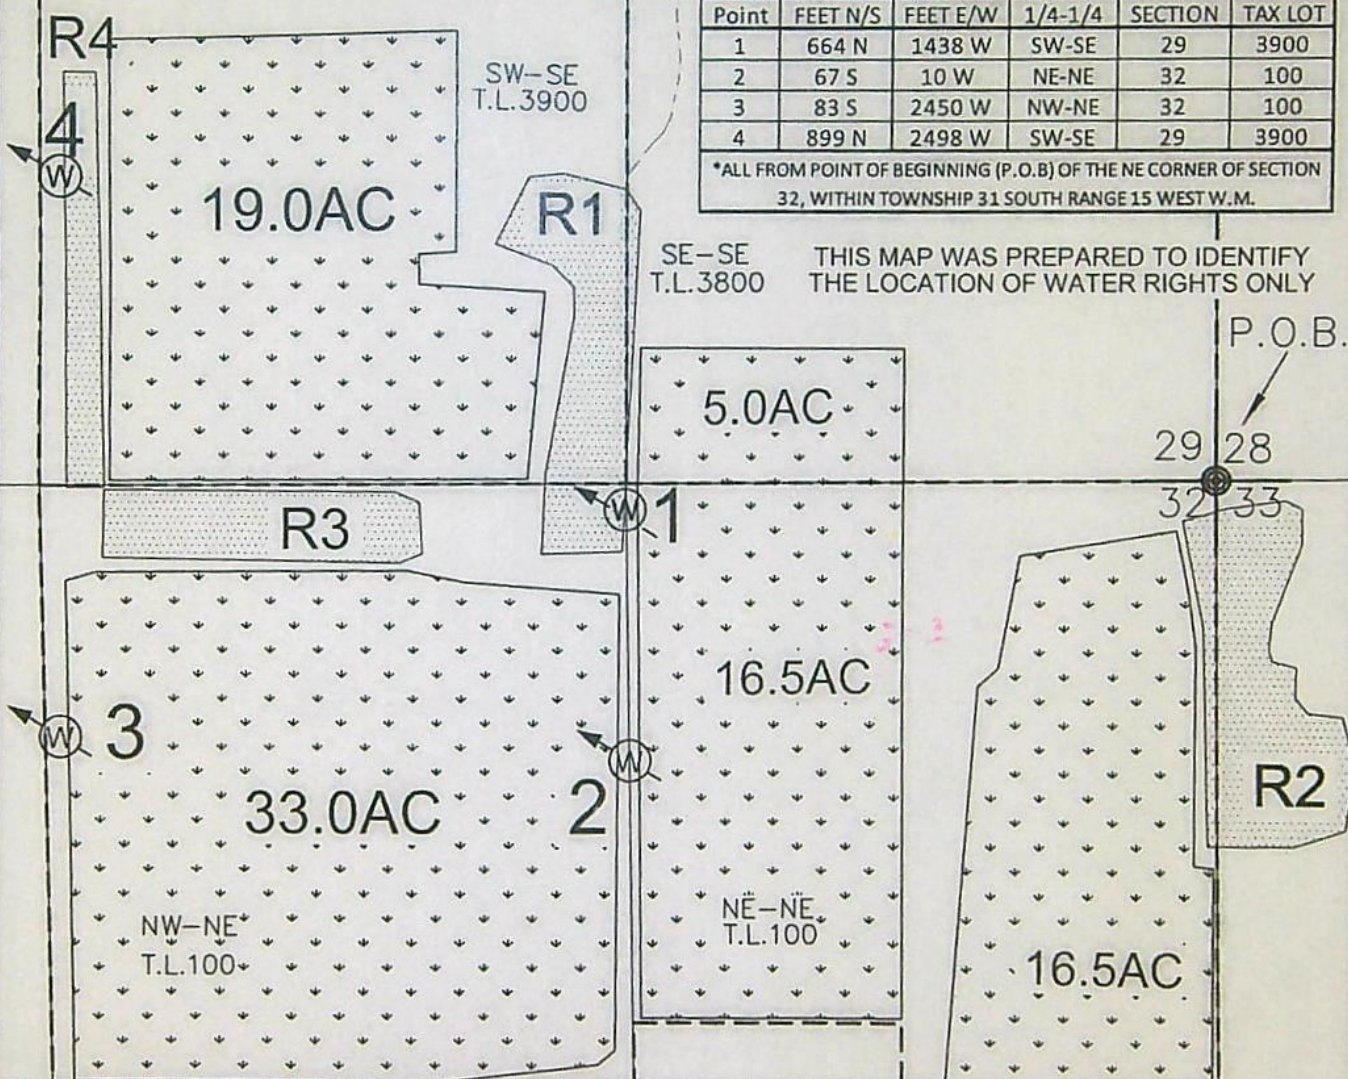 Point FEET N/S FEET E/W 1/4-1/4 SECTION TAX LOT
1 664 N 1438 W SW-SE 29 3900
2 67 S 10 W NE-NE 32 100
3 83 S 2450 W NW-NE 32 100
4 899 N 2498 W SW-SE 29 3900
*ALL FROM POINT OF BEGINNING (P.O.B) OF THE NE CORNER OF SECTION
32, WITHIN TOWNSHIP 31 SOUTH RANGE 15 WEST W.M.
R4
SW-SE
T.L.3900
4
W
19.0AC
R1
SE-SE
T.L.3800
THIS MAP WAS PREPARED TO IDENTIFY
THE LOCATION OF WATER RIGHTS ONLY
P.O.B.
5.0AC
29 28
32 33
R3
W 1
16.5AC
W 3
W
2
33.0AC
R2
NW-NE
T.L.100
NE-NE
T.L.100
16.5AC